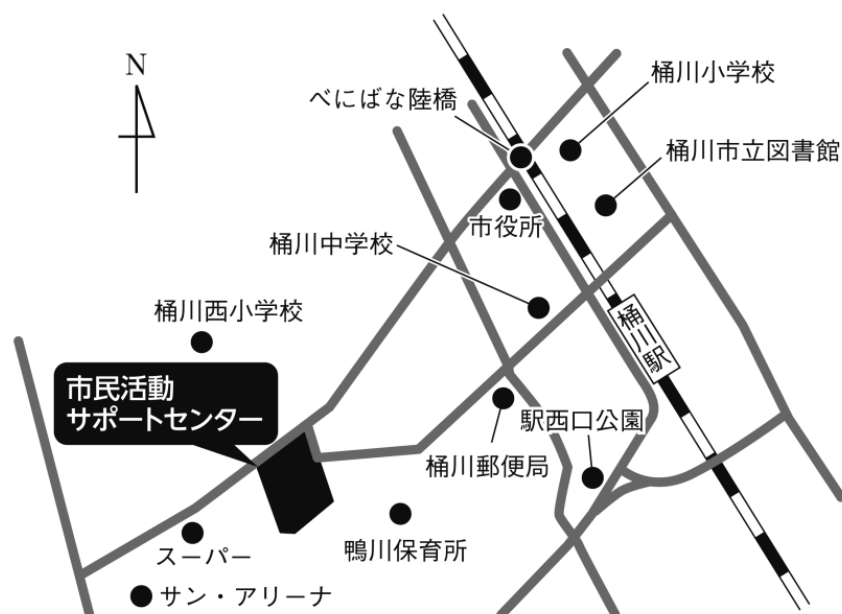 N
べにばな陸橋
桶川小学校
桶川市立図書館
市役所
桶川中学校
桶川西小学校
桶川駅
市民活動
サポートセンター
駅西口公園
桶川郵便局
鴨川保育所
スーパー
サン・アリーナ